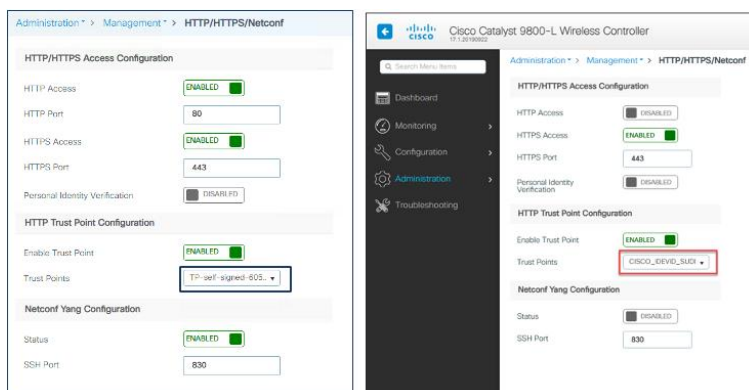 Administration > Management > HTTP/HTTPS/Netconf
HTTP/HTTPS Access Configuration
HTTP Access
ENABLED
HTTP Port
80
HTTPS Access
ENABLED
HTTPS Port
443
Personal Identity Verification
DISABLED
HTTP Trust Point Configuration
Enable Trust Point
ENABLED
Trust Points
TP-self-signed-605...
Netconf Yang Configuration
Status
ENABLED
SSH Port
830
CISCO
Cisco Catalyst 9800-L Wireless Controller
17.1.20190802
Search Menu Items
Dashboard
Monitoring
Configuration
Administration
Troubleshooting
Administration > Management > HTTP/HTTPS/Netconf
HTTP/HTTPS Access Configuration
HTTP Access
DISABLED
HTTPS Access
ENABLED
HTTPS Port
443
Personal Identity
Verification
DISABLED
HTTP Trust Point Configuration
Enable Trust Point
ENABLED
Trust Points
CISCO_IDEVID_SUDI
Netconf Yang Configuration
Status
DISABLED
SSH Port
830